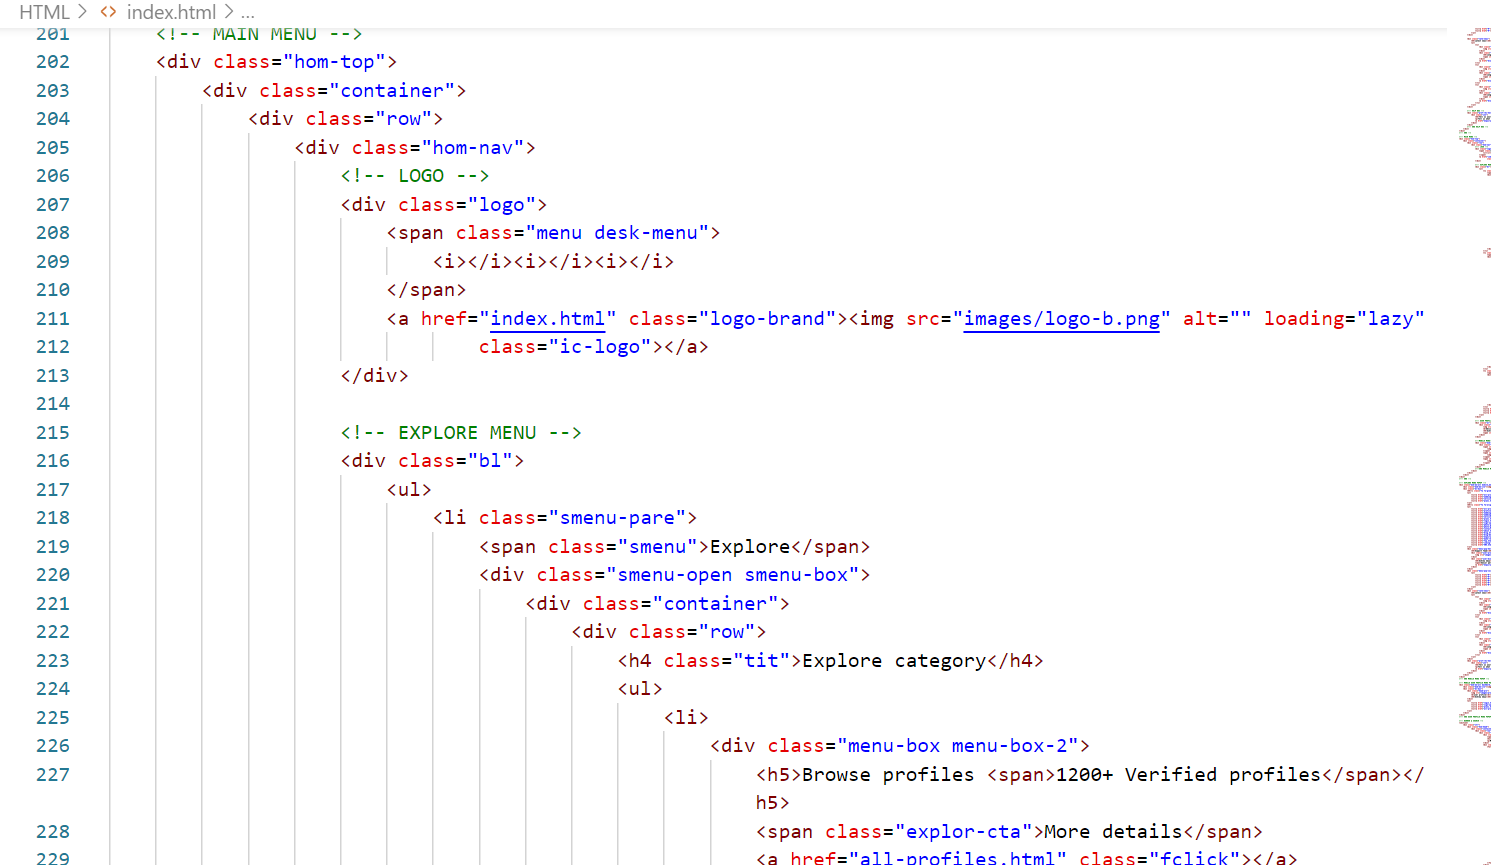 HTML > <> index.html > ...
201 <!-- MAIN MENU -->
202 <div class="hom-top">
203 <div class="container">
204 <div class="row">
205 <div class="hom-nav">
206 <!-- LOGO -->
207 <div class="logo">
208 <span class="menu desk-menu">
209 <i></i><i></i><i></i>
210 </span>
211 <a href="index.html" class="logo-brand"><img src="images/logo-b.png" alt="" loading="lazy"
212 class="ic-logo"></a>
213 </div>
214
215 <!-- EXPLORE MENU -->
216 <div class="bl">
217 <ul>
218 <li class="smenu-pare">
219 <span class="smenu">Explore</span>
220 <div class="smenu-open smenu-box">
221 <div class="container">
222 <div class="row">
223 <h4 class="tit">Explore category</h4>
224 <ul>
225 <li>
226 <div class="menu-box menu-box-2">
227 <h5>Browse profiles <span>1200+ Verified profiles</span></
h5>
228 <span class="explor-cta">More details</span>
229 <a href="all-profiles.html" class="fclick"></a>